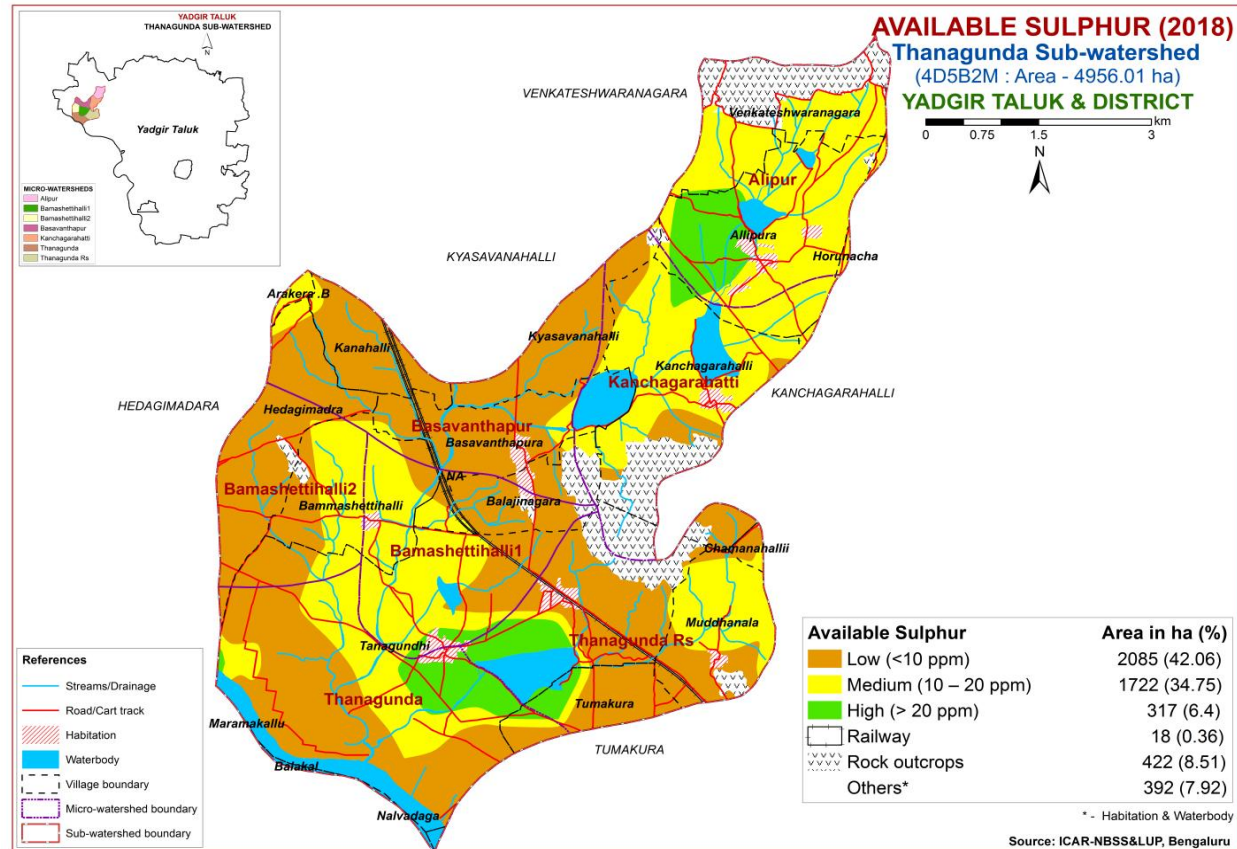 YADGIR TALUK
THANAGUNDA SUB-WATERSHED
N
Yadgir Taluk
MICRO-WATERSHEDS
Alipur
Bamashettihalli1
Bamashettihalli2
Basavanthapur
Kanchagarahatti
Thanagunda
Thanagunda Rs
AVAILABLE SULPHUR (2018)
Thanagunda Sub-watershed
(4D5B2M : Area - 4956.01 ha)
YADGIR TALUK & DISTRICT
km
0 0.75 1.5 3
N
VENKATESHWARANAGARA
Venkateshwaranagara
Alipur
Allipura
Horunacha
KYASAVANAHALLI
Arakera .B
Kanahalli
Kyasavanahalli
Kanchagarahalli
Kanchagarahatti
KANCHAGARAHALLI
HEDAGIMADARA
Hedagimadra
Basavanthapur
Basavanthapura
NA
Bamashettihalli2
Bammashettihalli
Balajinagara
Bamashettihalli1
Chamanahallii
Muddhanala
Tanagundhi
Thanagunda Rs
Thanagunda
Tumakura
Maramakallu
TUMAKURA
Balakal
Nalvadaga
References
Streams/Drainage
Road/Cart track
Habitation
Waterbody
Village boundary
Micro-watershed boundary
Sub-watershed boundary
Available Sulphur Area in ha (%)
Low (<10 ppm) 2085 (42.06)
Medium (10 – 20 ppm) 1722 (34.75)
High (> 20 ppm) 317 (6.4)
Railway 18 (0.36)
Rock outcrops 422 (8.51)
Others* 392 (7.92)
* - Habitation & Waterbody
Source: ICAR-NBSS&LUP, Bengaluru